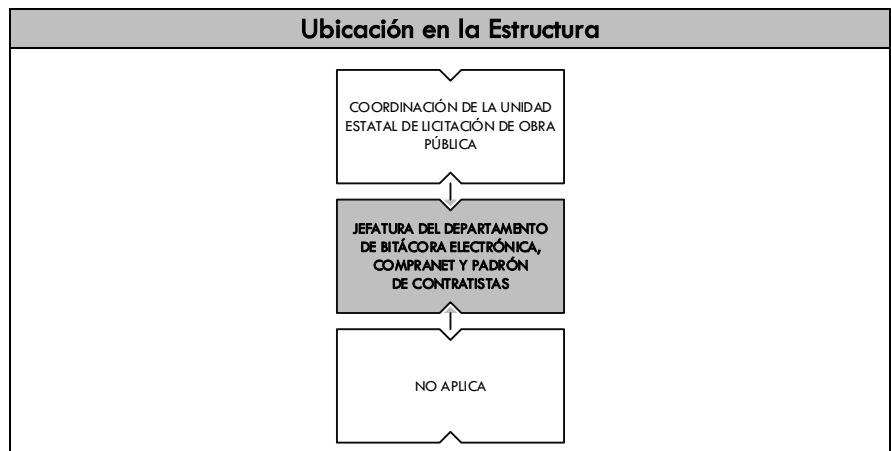 Ubicación en la Estructura
COORDINACIÓN DE LA UNIDAD
ESTATAL DE LICITACIÓN DE OBRA
PÚBLICA
JEFATURA DEL DEPARTAMENTO
DE BITÁCORA ELECTRÓNICA,
COMPRANET Y PADRÓN
DE CONTRATISTAS
NO APLICA